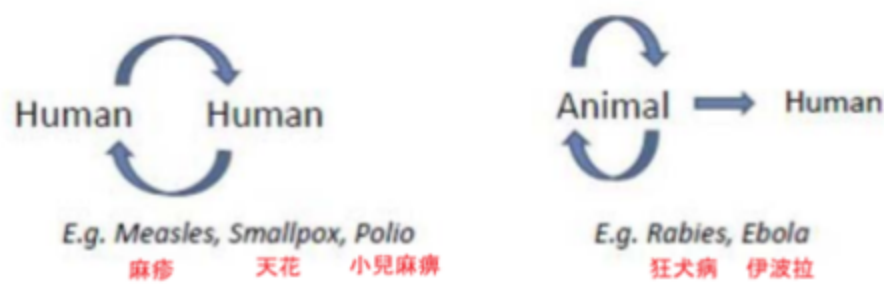 Human Human
E.g. Measles, Smallpox, Polio
麻疹 天花 小兒麻痹
Animal Human
E.g. Rabies, Ebola
狂犬病 伊波拉